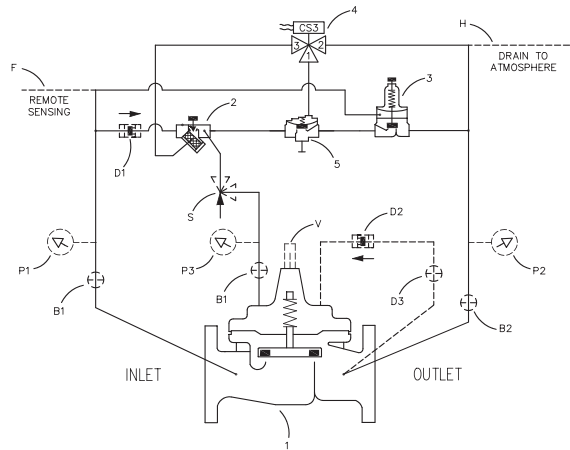 4
H
CS3
3
2
1
F
DRAIN TO
ATMOSPHERE
3
REMOTE
SENSING
2
D1
5
S
V
D2
P1
P3
B1
D3
P2
B1
B2
INLET
OUTLET
1